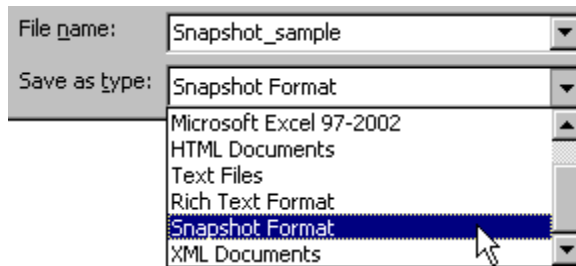 File name: Snapshot_sample
Save as type: Snapshot Format
Microsoft Excel 97-2002
HTML Documents
Text Files
Rich Text Format
Snapshot Format
XML Documents